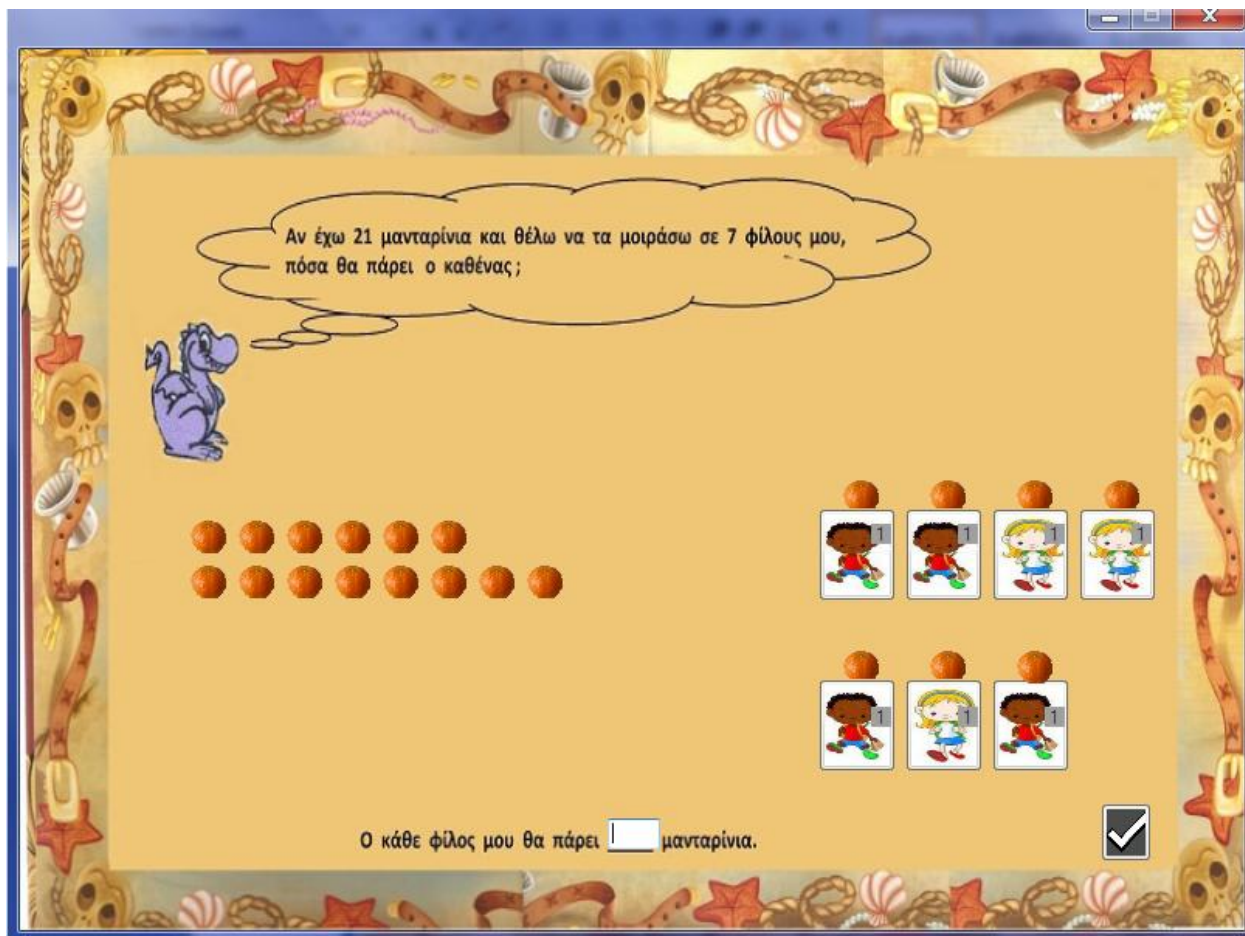 Αν έχω 21 μανταρίνια και θέλω να τα μοιράσω σε 7 φίλους μου,
πόσα θα πάρει ο καθένας;
1 1 1 1
1 1 1
Ο κάθε φίλος μου θα πάρει μανταρίνια.